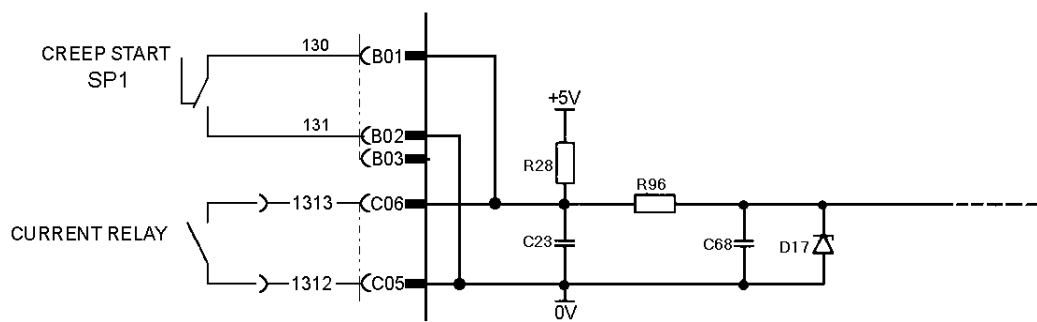 CREEP START
SP1
130
B01
131
B02
B03
+5V
R28
R96
1313
C06
CURRENT RELAY
C23
C68
D17
1312
C05
0V